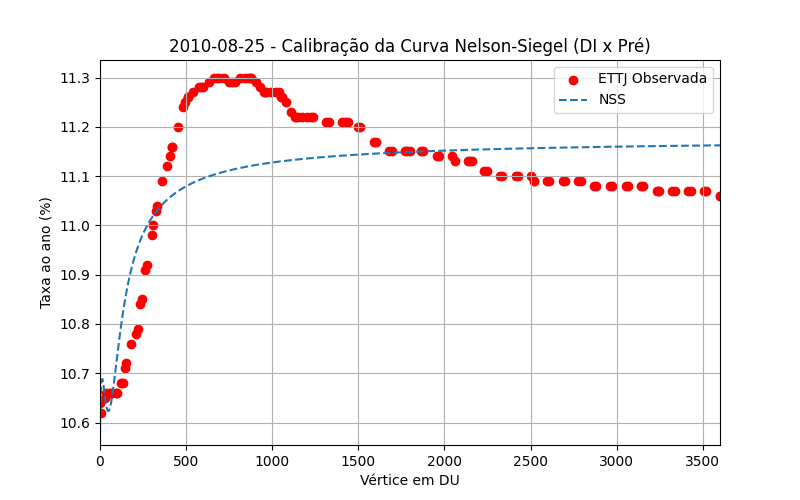 2010-08-25 - Calibração da Curva Nelson-Siegel (DI x Pré)
11.3
11.2
11.1
11.0
10.9
10.8
10.7
10.6
Taxa ao ano (%)
ETTJ Observada
NSS
0 500 1000 1500 2000 2500 3000 3500
Vértice em DU